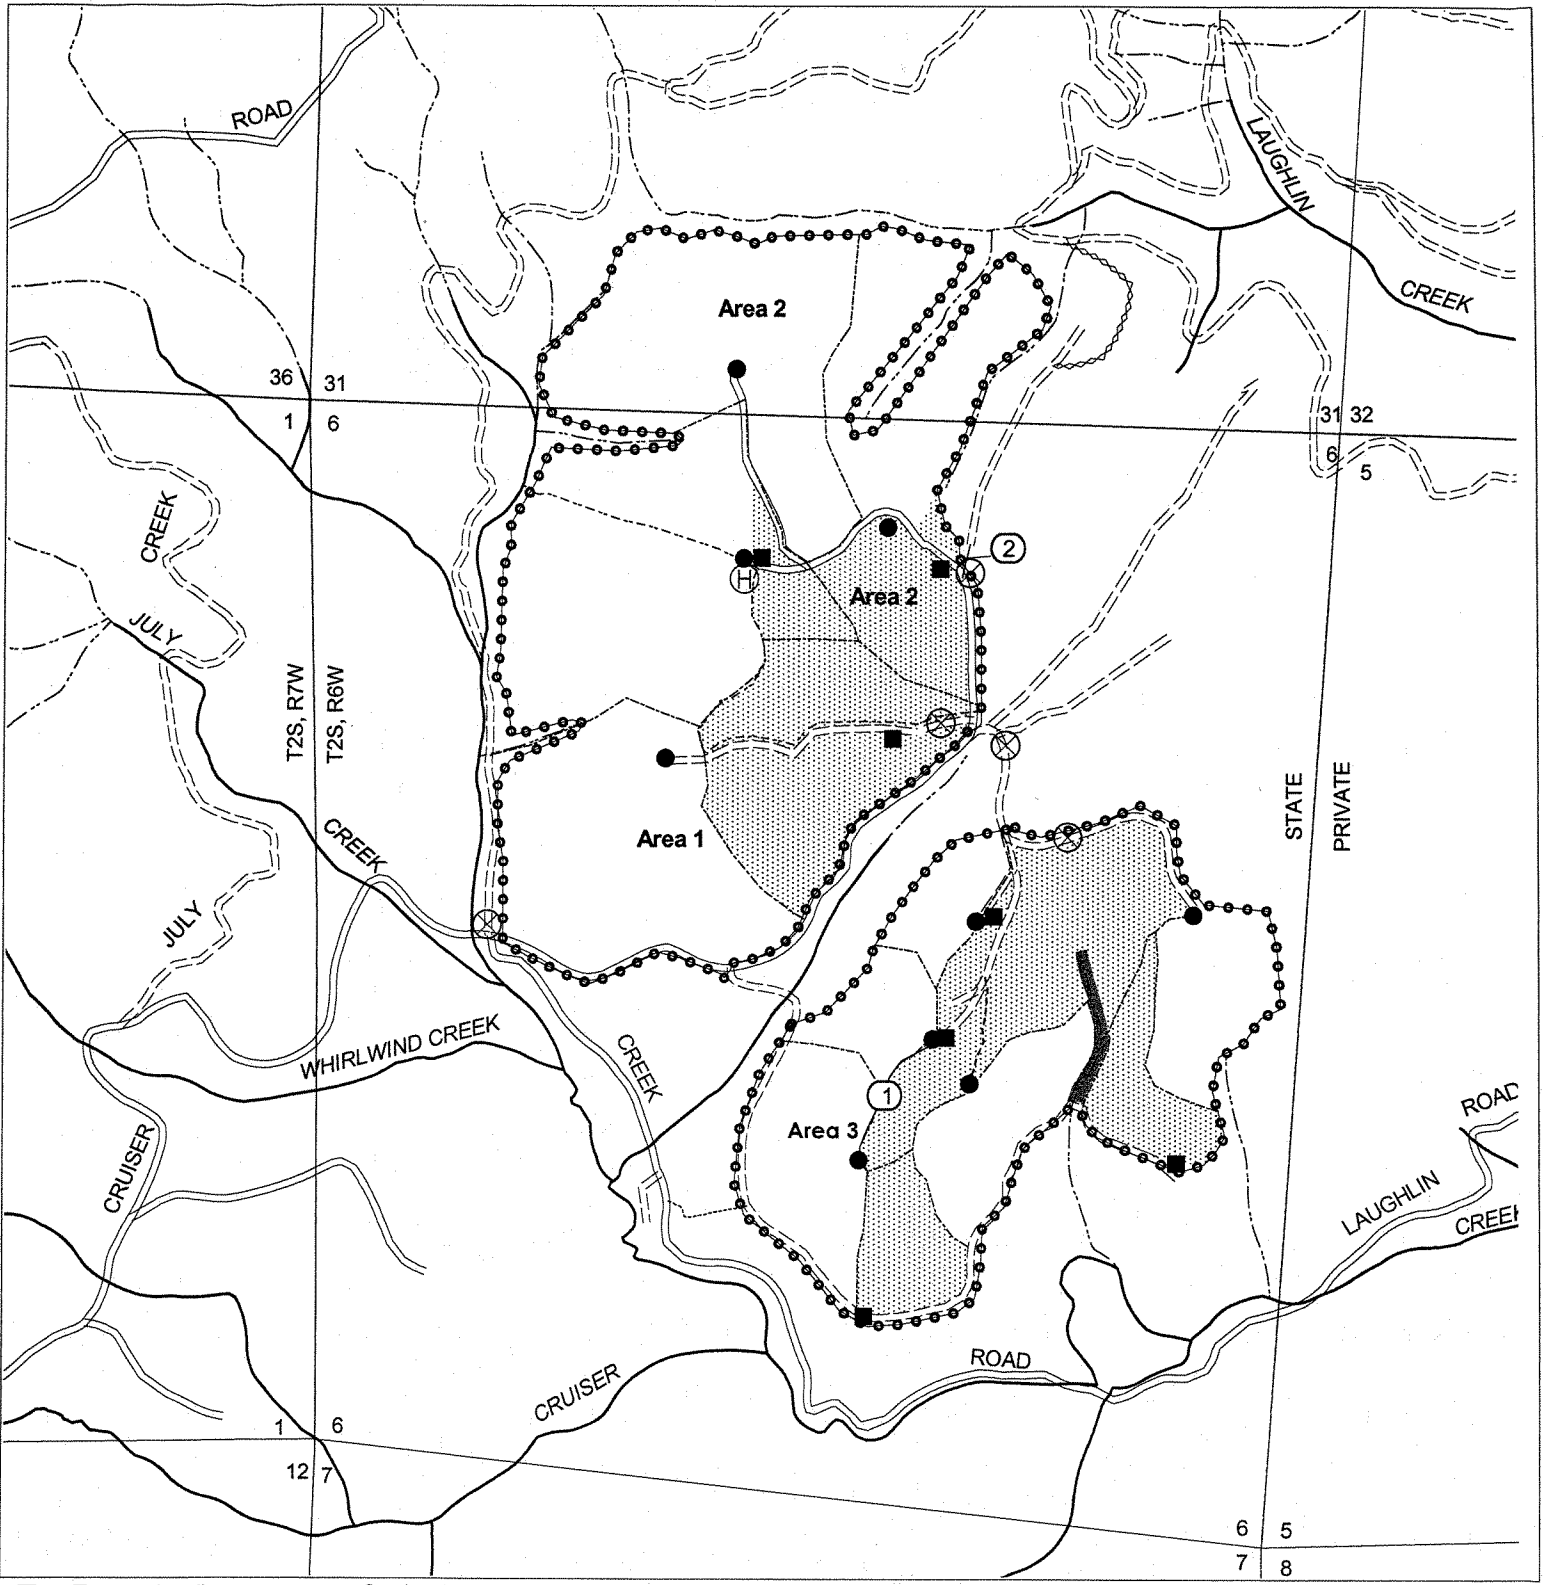 ROAD
LAUGHLIN
CREEK
Area 2
36 31
1 6
31 32
6 5
CREEK
JULY
2
H
Area 2
T2S, R7W
T2S, R6W
STATE
PRIVATE
Area 1
CREEK
JULY
WHIRLWIND CREEK
CREEK
1
Area 3
ROAD
CRUISER
LAUGHLIN
CREEK
ROAD
CRUISER
1 6
12 7
6 5
7 8